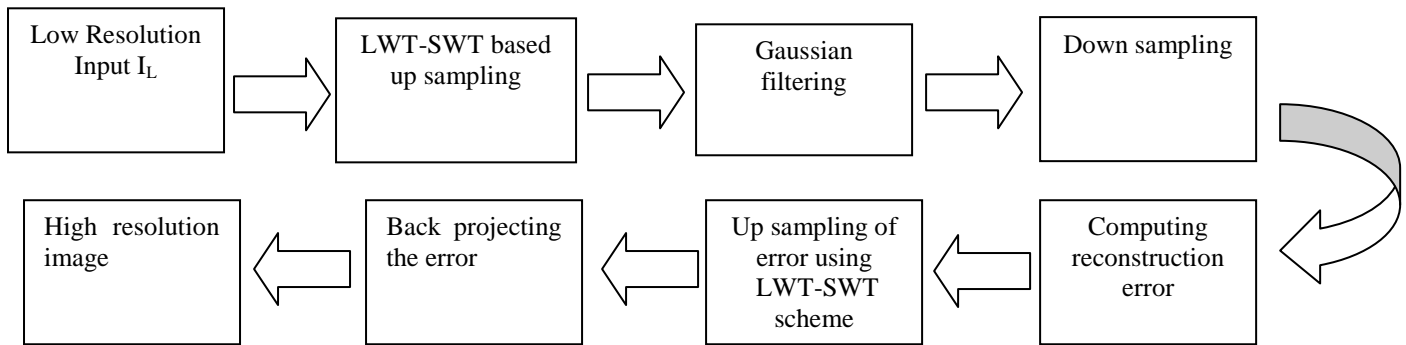 Low Resolution
Input I_L
LWT-SWT based
up sampling
Gaussian
filtering
Down sampling
Computing
reconstruction
error
Up sampling of
error using
LWT-SWT
scheme
Back projecting
the error
High resolution
image